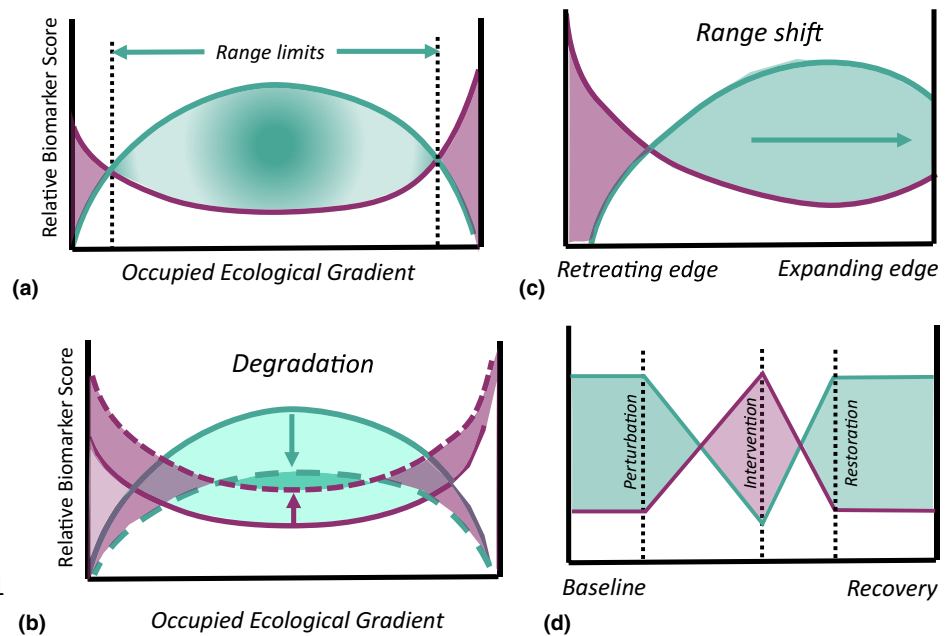 Relative Biomarker Score
Range limits
Occupied Ecological Gradient
(a)
Range shift
Retreating edge
Expanding edge
(c)
Relative Biomarker Score
Degradation
Occupied Ecological Gradient
(b)
Perturbation
Intervention
Restoration
Baseline
Recovery
(d)